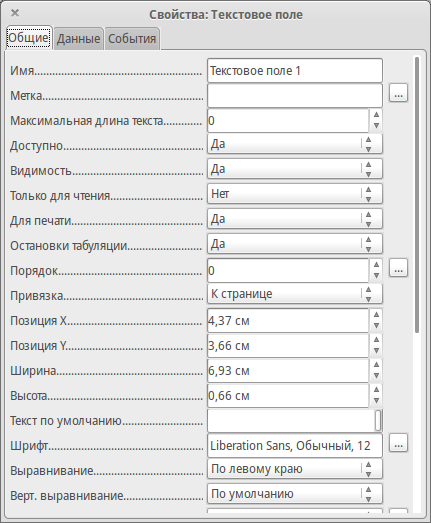 Свойства: Текстовое поле
Общие Данные События
Имя Текстовое поле 1
Метка ...
Максимальная длина текста 0
Доступно Да
Видимость Да
Только для чтения Нет
Для печати Да
Остановки табуляции Да
Порядок 0 ...
Привязка К странице
Позиция X 4,37 см
Позиция Y 3,66 см
Ширина 6,93 см
Высота 0,66 см
Текст по умолчанию
Шрифт Liberation Sans, Обычный, 12 ...
Выравнивание По левому краю
Верт. выравнивание По умолчанию